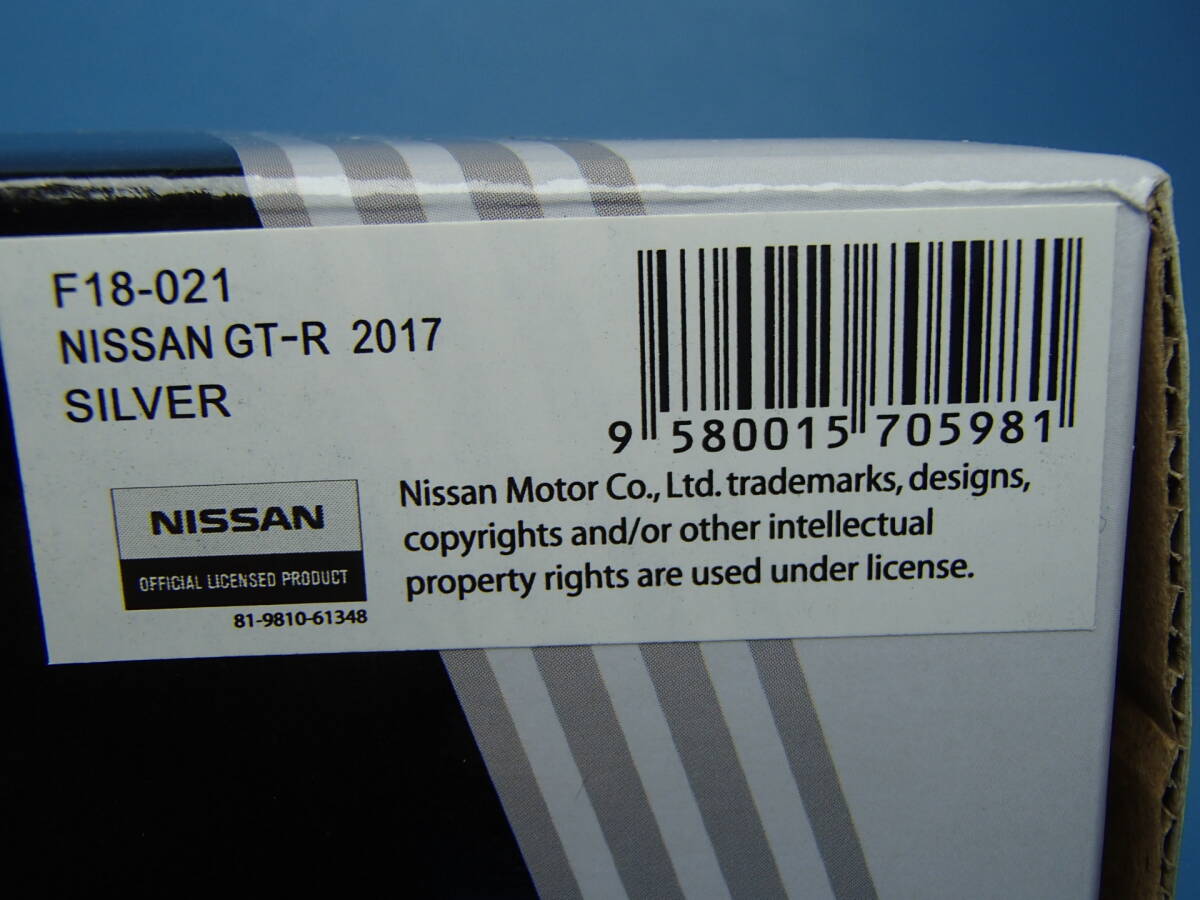 F18-021
NISSAN GT-R 2017
SILVER
9 580015 705981
NISSAN
OFFICIAL LICENSED PRODUCT
81-9810-61348
Nissan Motor Co., Ltd. trademarks, designs,
copyrights and/or other intellectual
property rights are used under license.